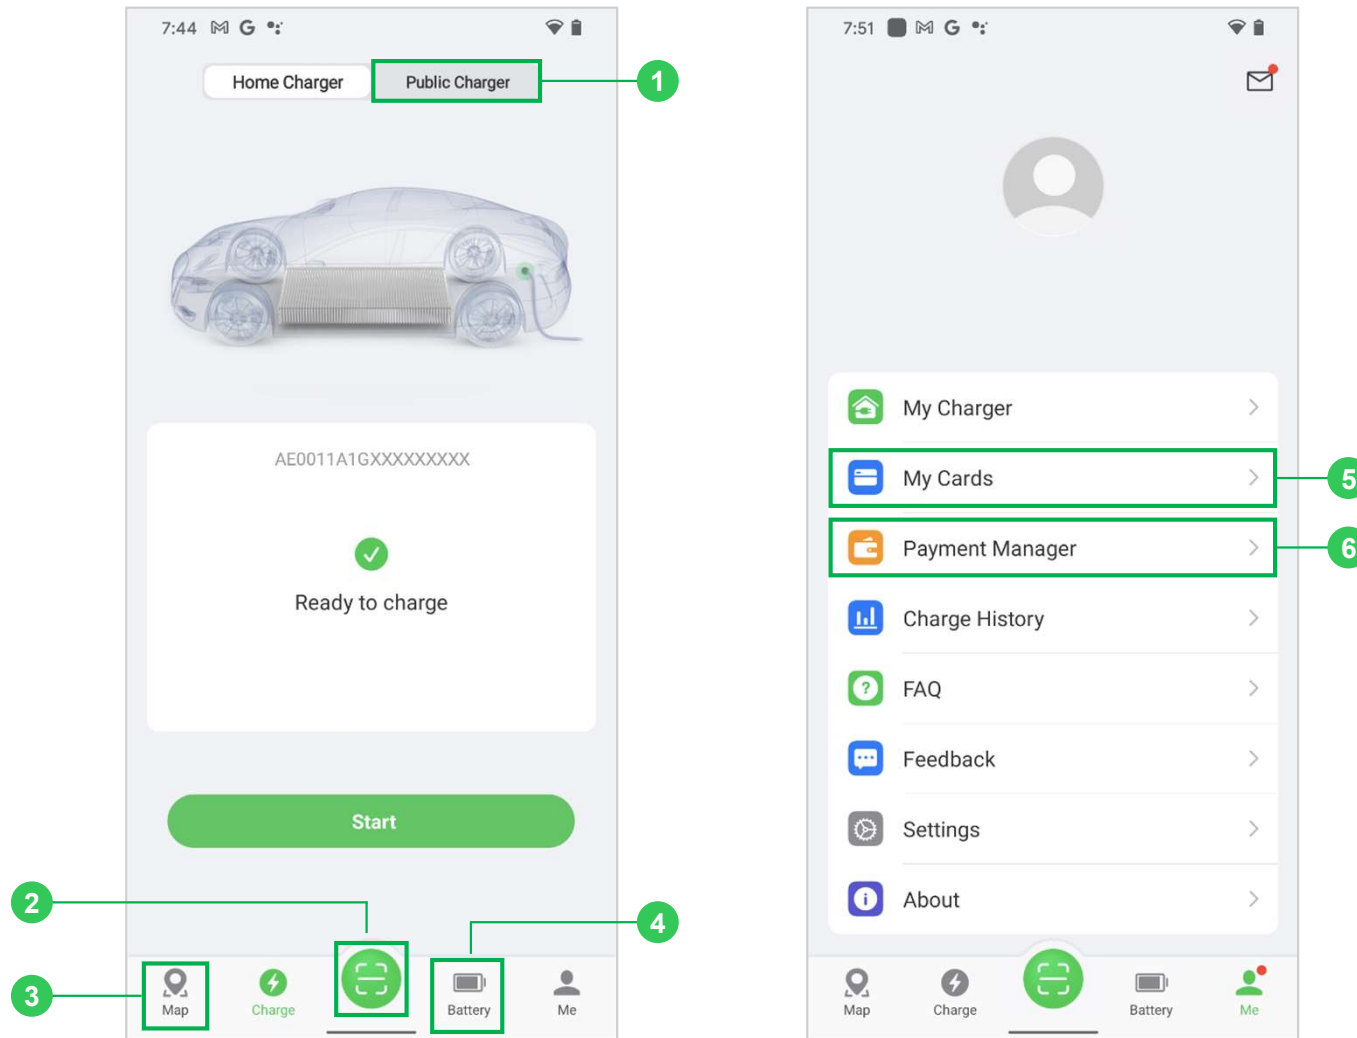 7:44 G
Home Charger Public Charger
1
AE0011A1GXXXXXXXXX
Ready to charge
Start
2
4
3
Map Charge Battery Me
7:51 G
My Charger
My Cards
5
Payment Manager
6
Charge History
FAQ
Feedback
Settings
About
Map Charge Battery Me